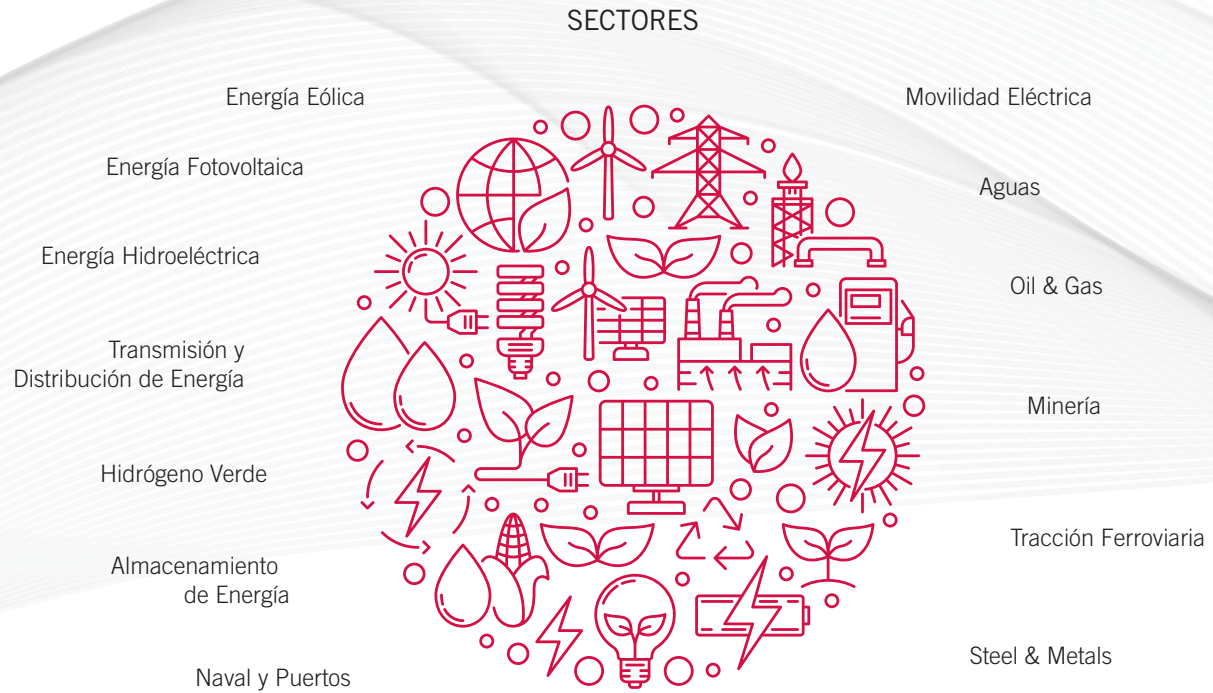 SECTORES
Energía Eólica
Energía Fotovoltaica
Energía Hidroeléctrica
Transmisión y
Distribución de Energía
Hidrógeno Verde
Almacenamiento
de Energía
Naval y Puertos
Movilidad Eléctrica
Aguas
Oil & Gas
Minería
Tracción Ferroviaria
Steel & Metals